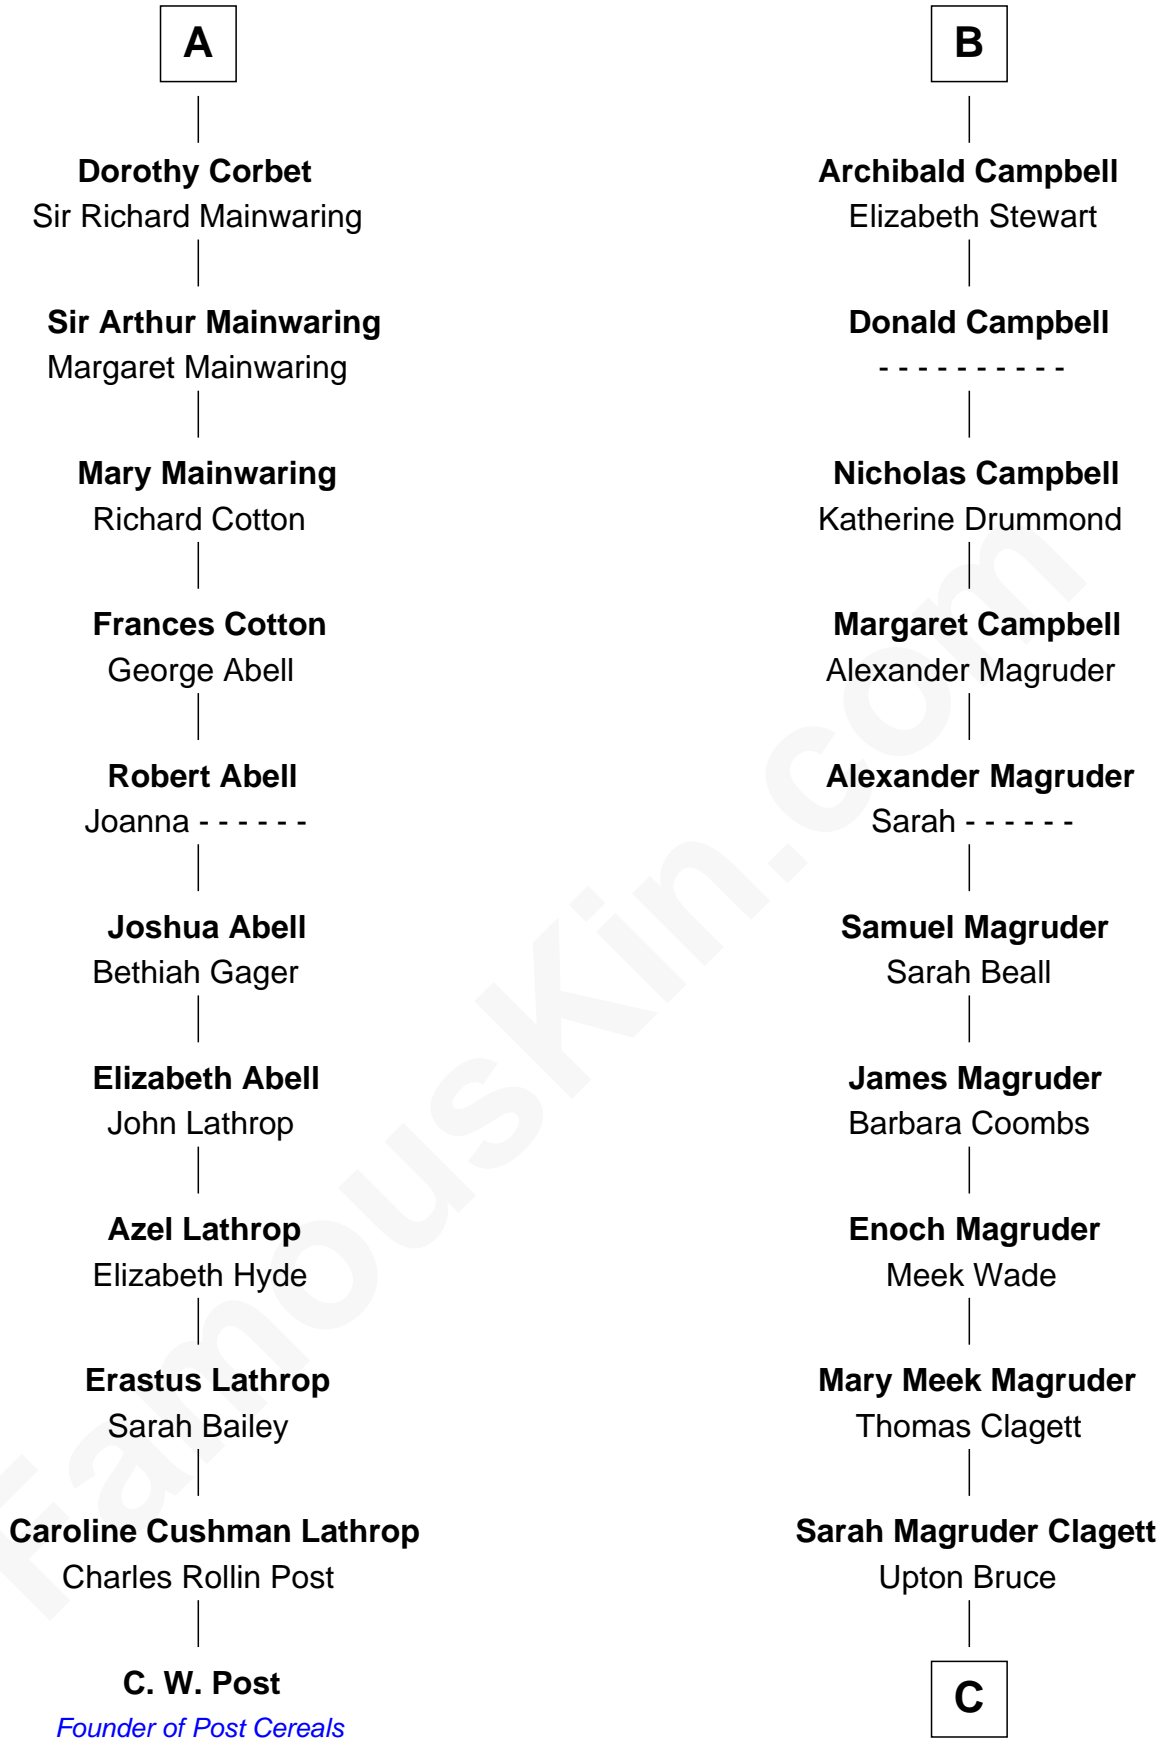 A
Dorothy Corbet
Sir Richard Mainwaring
Sir Arthur Mainwaring
Margaret Mainwaring
Mary Mainwaring
Richard Cotton
Frances Cotton
George Abell
Robert Abell
Joanna - - - - - -
Joshua Abell
Bethiah Gager
Elizabeth Abell
John Lathrop
Azel Lathrop
Elizabeth Hyde
Erastus Lathrop
Sarah Bailey
Caroline Cushman Lathrop
Charles Rollin Post
C. W. Post
Founder of Post Cereals
B
Archibald Campbell
Elizabeth Stewart
Donald Campbell
- - - - - - - - - -
Nicholas Campbell
Katherine Drummond
Margaret Campbell
Alexander Magruder
Alexander Magruder
Sarah - - - - - -
Samuel Magruder
Sarah Beall
James Magruder
Barbara Coombs
Enoch Magruder
Meek Wade
Mary Meek Magruder
Thomas Clagett
Sarah Magruder Clagett
Upton Bruce
C
FamousKin.com